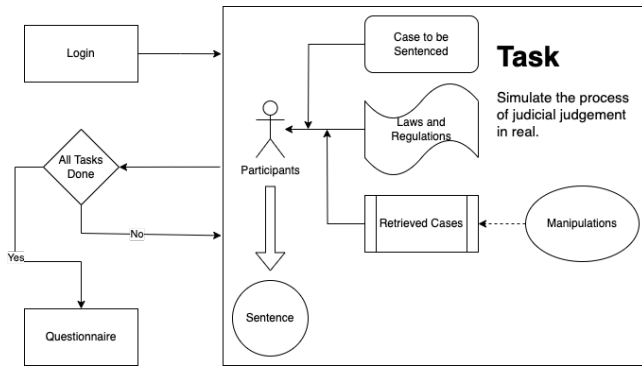 Login
All Tasks
Done
No
Yes
Questionnaire
Case to be
Sentenced
Laws and
Regulations
Participants
Retrieved Cases
Manipulations
Sentence
Task
Simulate the process
of judicial judgement
in real.